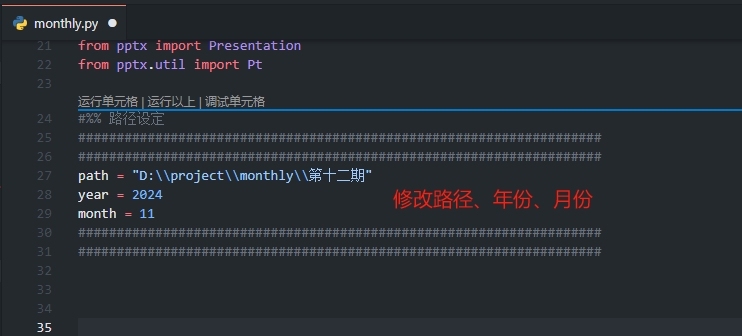 monthly.py
21 from pptx import Presentation
22 from pptx.util import Pt
23
运行单元格 | 运行以上 | 调试单元格
24 #%% 路径设定
25 ####################################################################
26 ####################################################################
27 path = "D:\\project\\monthly\\第十二期"
28 year = 2024
修改路径、年份、月份
29 month = 11
30 ####################################################################
31 ####################################################################
32
33
34
35